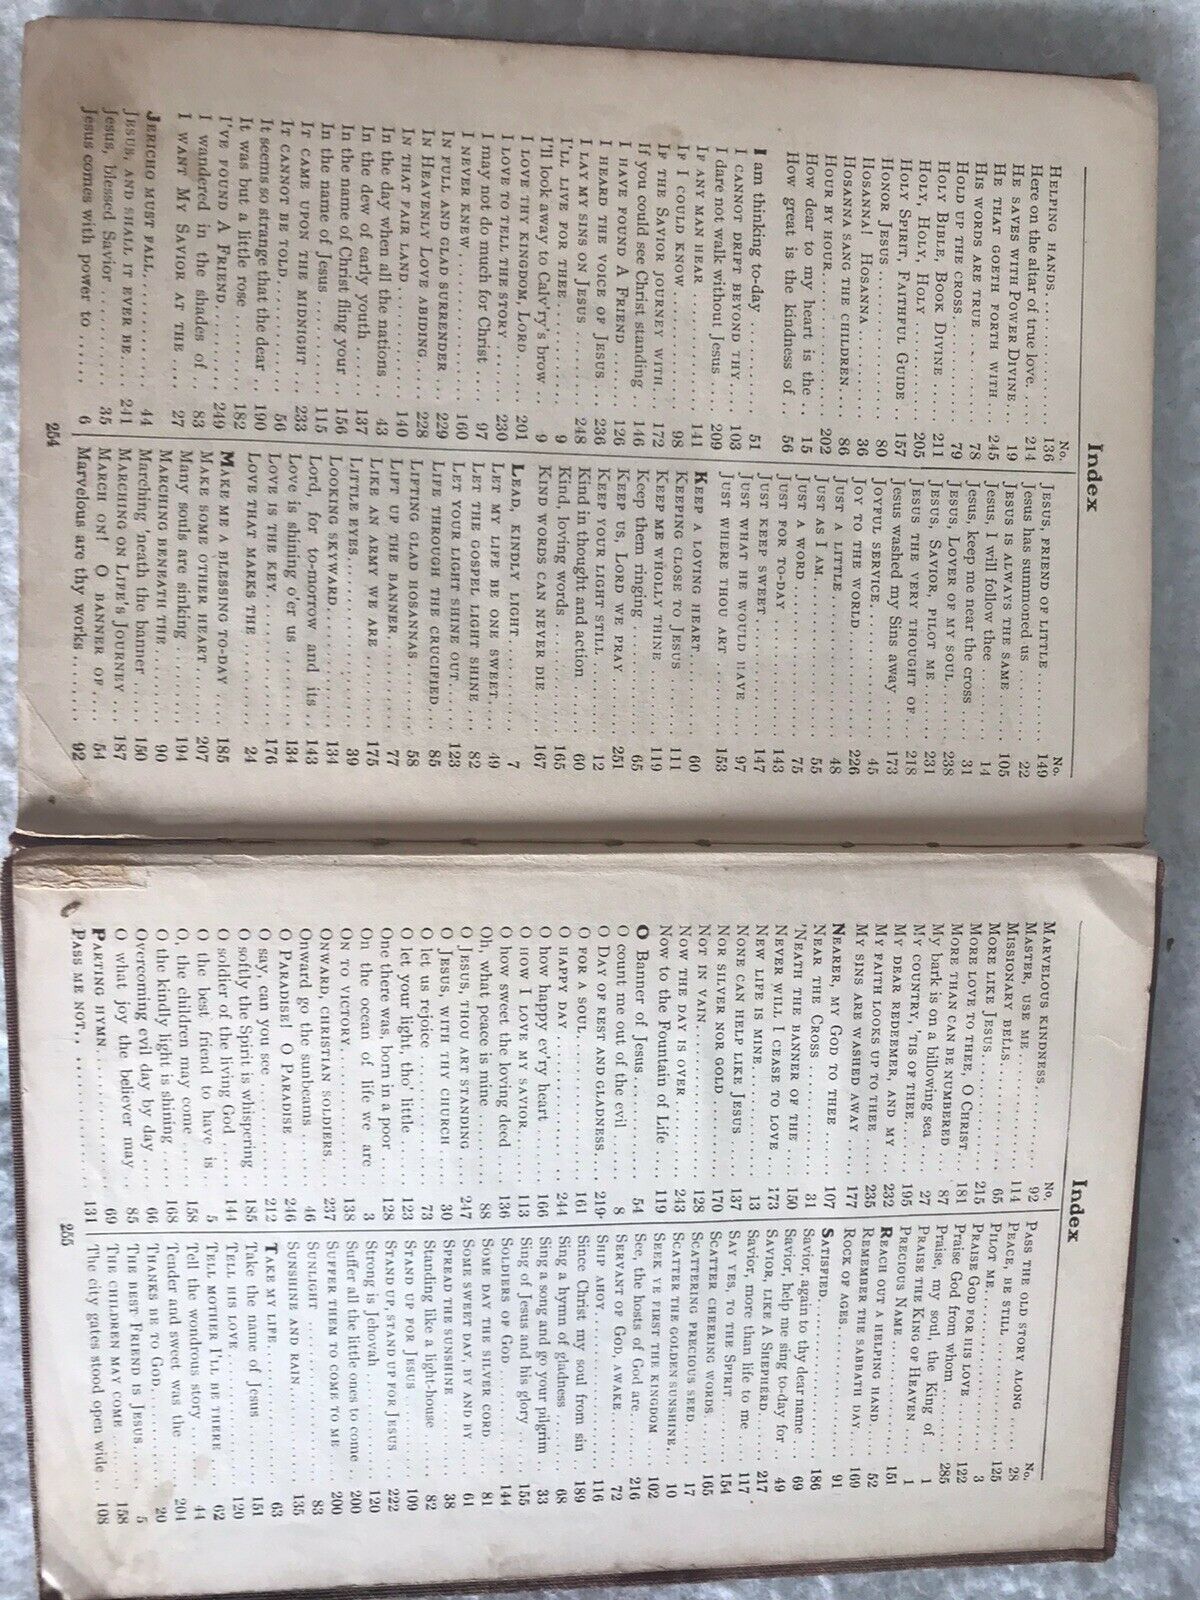 Index
No.
HELPING HANDS 136
Here on the altar of true love 214
HE SAVES WITH POWER DIVINE 19
HE THAT GOETH FORTH WITH 245
HIS WORDS ARE TRUE 78
HOLD UP THE CROSS 79
HOLY BIBLE, BOOK DIVINE 211
HOLY, HOLY, HOLY 205
HOLY SPIRIT, FAITHFUL GUIDE 157
HONOR JESUS 80
HOSANNA! HOSANNA 36
HOSANNA SANG THE CHILDREN 86
HOUR BY HOUR 202
How dear to my heart is the 15
How great is the kindness of 56
I am thinking to-day 51
I CANNOT DRIFT BEYOND THY 103
I dare not walk without Jesus 209
IF ANY MAN HEAR 141
IF I COULD KNOW 98
IF THE SAVIOR JOURNEY WITH 172
If you could see Christ standing 146
I HAVE FOUND A FRIEND 126
I HEARD THE VOICE OF JESUS 236
I LAY MY SINS ON JESUS 248
I'LL LIVE FOR THEE 9
I'll look away to Calv'ry's brow 9
I LOVE THY KINGDOM, LORD 201
I LOVE TO TELL THE STORY 230
I may not do much for Christ 97
I NEVER KNEW 160
IN FULL AND GLAD SURRENDER 229
IN HEAVENLY LOVE ABIDING 228
IN THAT FAIR LAND 140
In the day when all the nations 43
In the dew of early youth 137
In the name of Christ fling your 156
In the name of Jesus 115
IT CAME UPON THE MIDNIGHT 233
IT CANNOT BE TOLD 56
It seems so strange that the dear 190
It was but a little rose 182
I'VE FOUND A FRIEND 249
I wandered in the shades of 83
I WANT MY SAVIOR AT THE 27
JERICHO MUST FALL 44
JESUS, AND SHALL IT EVER BE 241
Jesus, blessed Savior 35
Jesus comes with power to 6
No.
JESUS, FRIEND OF LITTLE 149
Jesus has summoned us 22
JESUS IS ALWAYS THE SAME 105
Jesus, I will follow thee 14
Jesus, keep me near the cross 31
JESUS, LOVER OF MY SOUL 238
JESUS, SAVIOR, PILOT ME 231
JESUS THE VERY THOUGHT OF 218
Jesus washed my Sins away 173
JOYFUL SERVICE 45
JOY TO THE WORLD 226
JUST A LITTLE 48
JUST AS I AM 55
JUST A WORD 75
JUST FOR TO-DAY 143
JUST KEEP SWEET 147
JUST WHAT HE WOULD HAVE 97
JUST WHERE THOU ART 153
KEEP A LOVING HEART 60
KEEPING CLOSE TO JESUS 111
KEEP ME WHOLLY THINE 119
Keep them ringing 65
KEEP US, LORD WE PRAY 251
KEEP YOUR LIGHT STILL 12
Kind in thought and action 60
Kind, loving words 165
KIND WORDS CAN NEVER DIE 167
LEAD, KINDLY LIGHT 7
LET MY LIFE BE ONE SWEET 49
LET THE GOSPEL LIGHT SHINE 82
LET YOUR LIGHT SHINE OUT 123
LIFE THROUGH THE CRUCIFIED 85
LIFTING GLAD HOSANNAS 58
LIFT UP THE BANNER 77
LIKE AN ARMY WE ARE 175
LITTLE EYES 39
LOOKING SKYWARD 134
Lord, for to-morrow and its 143
Love is shining o'er us 134
LOVE IS THE KEY 176
LOVE THAT MARKS THE 24
MAKE ME A BLESSING TO-DAY 185
MAKE SOME OTHER HEART 207
Many souls are sinking 194
MARCHING BENEATH THE 90
Marching 'neath the banner 150
MARCHING ON LIFE'S JOURNEY 187
MARCH ON! O BANNER OF 54
Marvelous are thy works 92
254
Index
No.
MARVELOUS KINDNESS 92
MASTER, USE ME 114
MISSIONARY BELLS 65
MORE LIKE JESUS 215
MORE LOVE TO THEE, O CHRIST 181
MORE THAN CAN BE NUMBERED 87
My bark is on a billowing sea 27
MY COUNTRY, 'TIS OF THEE 195
MY DEAR REDEEMER, AND MY 232
MY FAITH LOOKS UP TO THEE 235
MY SINS ARE WASHED AWAY 177
NEARER, MY GOD TO THEE 107
NEAR THE CROSS 31
'NEATH THE BANNER OF THE 150
NEVER WILL I CEASE TO LOVE 173
NEW LIFE IS MINE 13
NONE CAN HELP LIKE JESUS 137
NOR SILVER NOR GOLD 170
NOT IN VAIN 128
NOW THE DAY IS OVER 243
Now to the Fountain of Life 119
O Banner of Jesus 54
O count me out of the evil 8
O DAY OF REST AND GLADNESS 219
O FOR A SOUL 161
O HAPPY DAY 244
O how happy ev'ry heart 166
O HOW I LOVE MY SAVIOR 113
O how sweet the loving deed 136
Oh, what peace is mine 88
O JESUS, THOU ART STANDING 247
O JESUS, WITH THY CHURCH 30
O let us rejoice 73
O let your light, tho' little 123
One there was, born in a poor 128
On the ocean of life we are 3
ON TO VICTORY 138
ONWARD, CHRISTIAN SOLDIERS 237
Onward go the sunbeams 46
O PARADISE! O PARADISE 246
O say, can you see 212
O softly the Spirit is whispering 185
O soldier of the living God 144
O the best friend to have is 5
O, the children may come 158
O the kindly light is shining 168
Overcoming evil day by day 66
O what joy the believer may 85
PARTING HYMN 69
PASS ME NOT, 131
No.
PASS THE OLD STORY ALONG 28
PEACE, BE STILL 125
PILOT ME 3
PRAISE GOD FOR HIS LOVE 122
Praise God from whom 285
Praise, my soul, the King of 1
PRAISE THE KING OF HEAVEN 1
PRECIOUS NAME 151
REACH OUT A HELPING HAND 52
REMEMBER THE SABBATH DAY 169
ROCK OF AGES 91
SATISFIED 186
Savior, again to thy dear name 69
Savior, help me sing to-day for 49
SAVIOR, LIKE A SHEPHERD 217
Savior, more than life to me 117
SAY YES, TO THE SPIRIT 154
SCATTER CHEERING WORDS 165
SCATTERING PRECIOUS SEED 17
SCATTER THE GOLDEN SUNSHINE 10
SEEK YE FIRST THE KINGDOM 102
See, the hosts of God are 216
SERVANT OF GOD, AWAKE 72
SHIP AHOY 116
Since Christ my soul from sin 189
Sing a hymn of gladness 68
Sing a song and go your pilgrim 33
Sing of Jesus and his glory 155
SOLDIERS OF GOD 144
SOME DAY THE SILVER CORD 81
SOME SWEET DAY, BY AND BY 61
SPREAD THE SUNSHINE 38
Standing like a light-house 82
STAND UP FOR JESUS 109
STAND UP, STAND UP FOR JESUS 222
Strong is Jehovah 120
Suffer all the little ones to come 200
SUFFER THEM TO COME TO ME 200
SUNLIGHT 83
SUNSHINE AND RAIN 135
TAKE MY LIFE 63
Take the name of Jesus 151
TELL HIS LOVE 120
TELL MOTHER I'LL BE THERE 62
Tell the wondrous story 44
Tender and sweet was the 204
THANKS BE TO GOD 20
THE BEST FRIEND IS JESUS 5
THE CHILDREN MAY COME 158
The city gates stood open wide 108
255